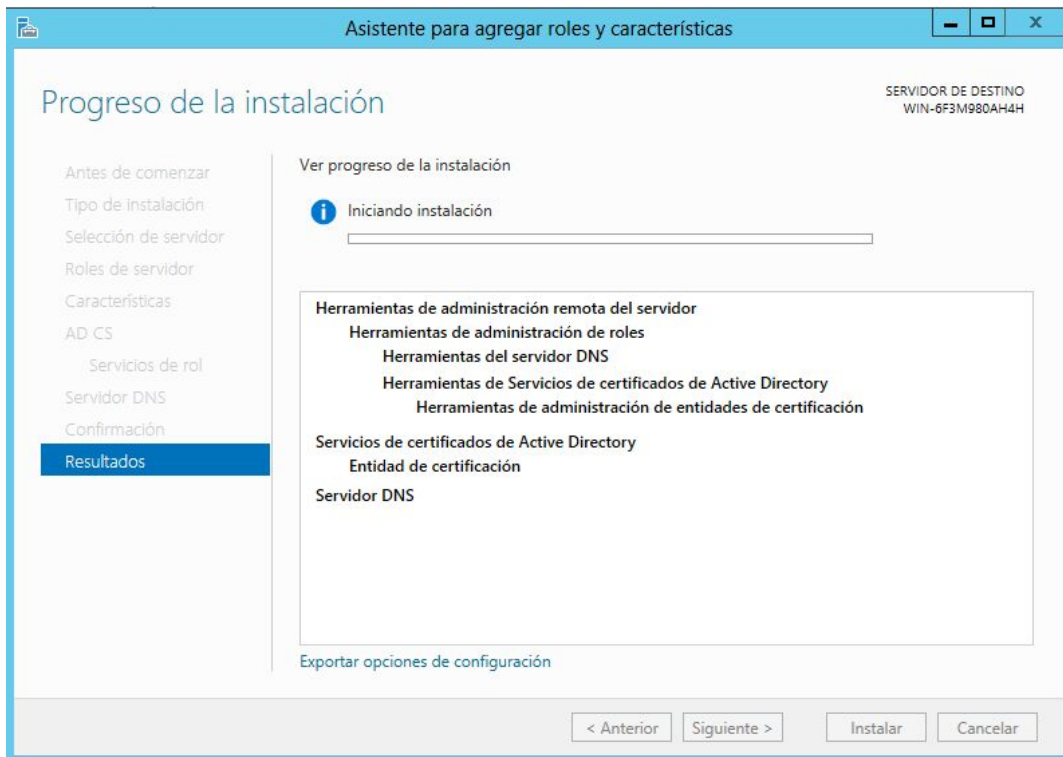 Asistente para agregar roles y características
Progreso de la instalación
SERVIDOR DE DESTINO
WIN-6F3M980AH4H
Antes de comenzar
Tipo de instalación
Selección de servidor
Roles de servidor
Características
AD CS
Servicios de rol
Servidor DNS
Confirmación
Resultados
Ver progreso de la instalación
Iniciando instalación
Herramientas de administración remota del servidor
Herramientas de administración de roles
Herramientas del servidor DNS
Herramientas de Servicios de certificados de Active Directory
Herramientas de administración de entidades de certificación
Servicios de certificados de Active Directory
Entidad de certificación
Servidor DNS
Exportar opciones de configuración
< Anterior
Siguiente >
Instalar
Cancelar